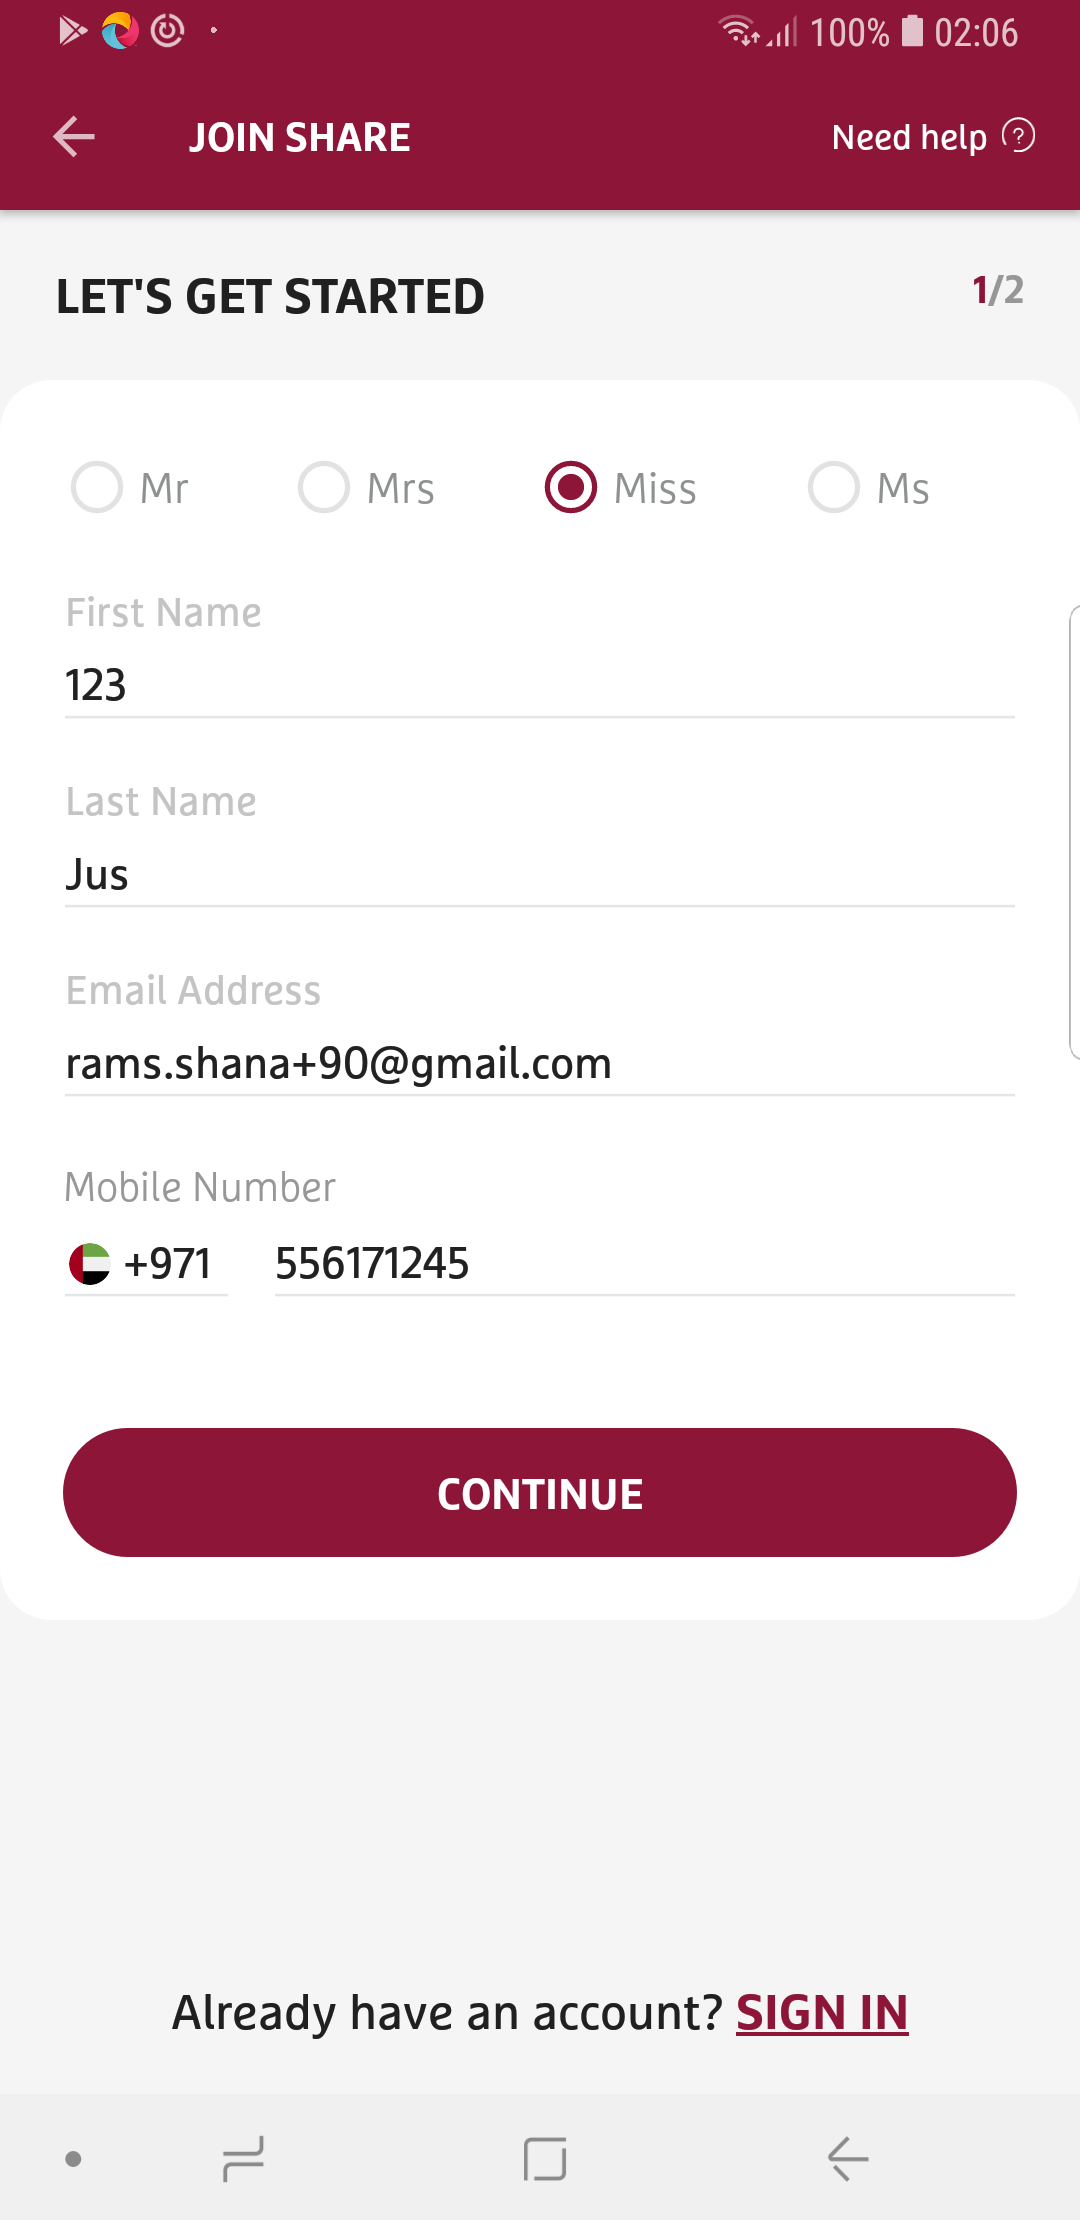 100% 02:06
JOIN SHARE Need help ?
LET'S GET STARTED 1/2
Mr Mrs Miss Ms
First Name
123
Last Name
Jus
Email Address
rams.shana+90@gmail.com
Mobile Number
+971 556171245
CONTINUE
Already have an account? SIGN IN